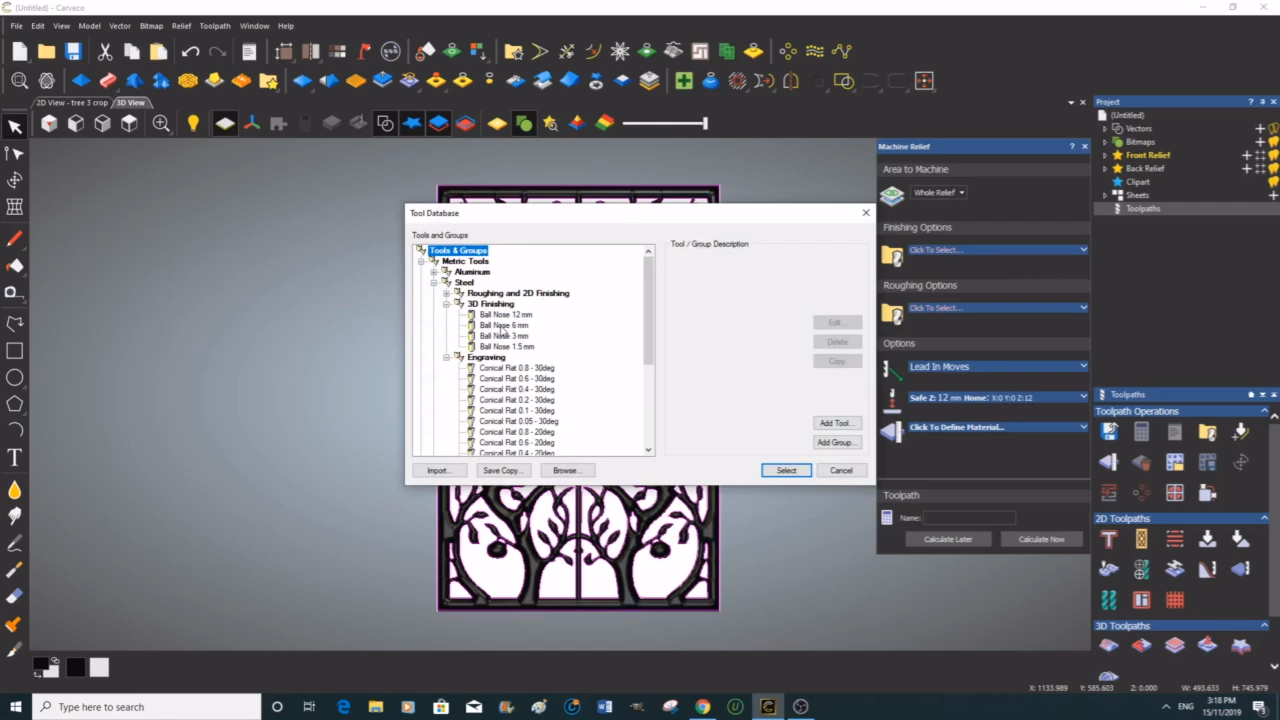 (Untitled) - Carveco
File Edit View Model Vector Bitmap Relief Toolpath Window Help
2D View - tree 3 crop 3D View
Project
(Untitled)
Vectors
Bitmaps
Front Relief
Back Relief
Clipart
Sheets
Toolpaths
Machine Relief
Area to Machine
Whole Relief
Finishing Options
Click To Select...
Roughing Options
Click To Select...
Options
Lead In Moves
Safe Z: 12 mm Home: X:0 Y:0 Z:12
Click To Define Material...
Toolpath
Name:
Calculate Later Calculate Now
Tool Database
Tools and Groups
Tools & Groups
Metric Tools
Aluminum
Steel
Roughing and 2D Finishing
3D Finishing
Ball Nose 12 mm
Ball Nose 6 mm
Ball Nose 3 mm
Ball Nose 1.5 mm
Engraving
Conical Flat 0.8 - 30deg
Conical Flat 0.6 - 30deg
Conical Flat 0.4 - 30deg
Conical Flat 0.2 - 30deg
Conical Flat 0.1 - 30deg
Conical Flat 0.05 - 30deg
Conical Flat 0.8 - 20deg
Conical Flat 0.6 - 20deg
Conical Flat 0.4 - 20deg
Tool / Group Description
Edit...
Delete
Copy
Add Tool...
Add Group...
Import... Save Copy... Browse... Select Cancel
Toolpaths
Toolpath Operations
2D Toolpaths
3D Toolpaths
X: 1133.989 Y: 585.603 Z: 0.000 W: 493.633 H: 745.979
Type here to search
ENG
3:18 PM
15/11/2019